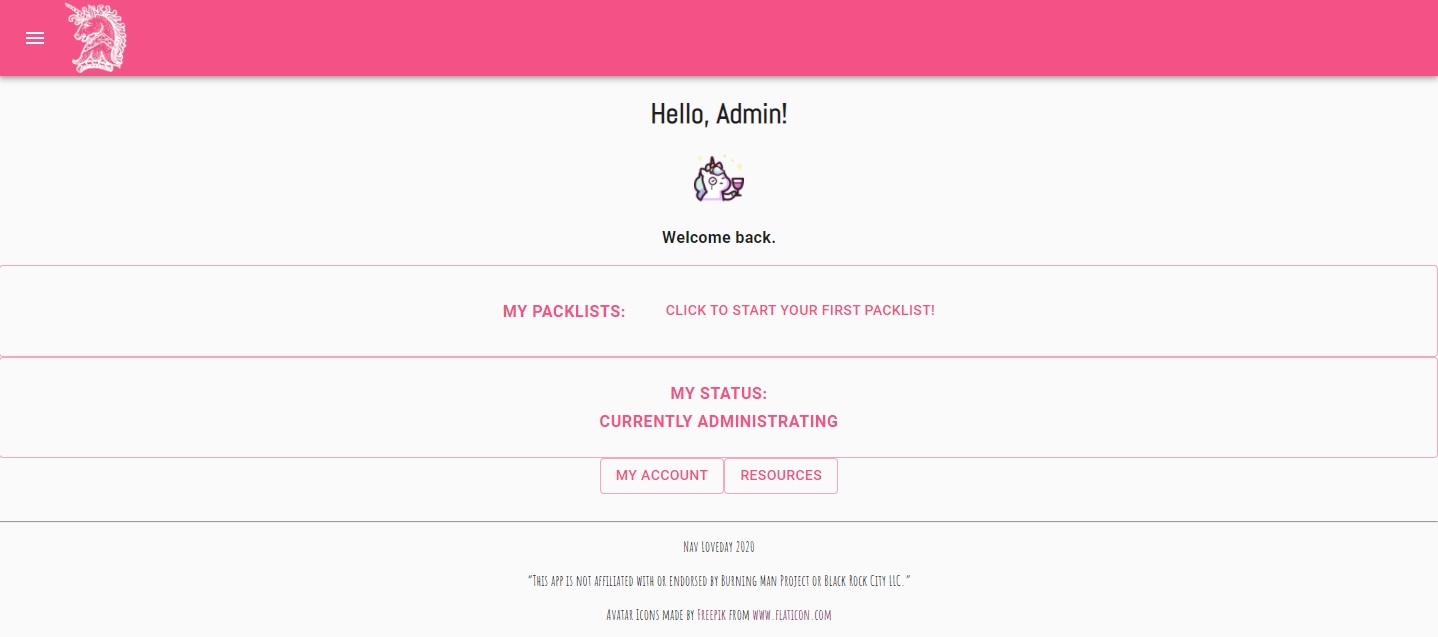 Hello, Admin!
Welcome back.
MY PACKLISTS: CLICK TO START YOUR FIRST PACKLIST!
MY STATUS:
CURRENTLY ADMINISTRATING
MY ACCOUNT RESOURCES
Nav Loveday 2020
"This app is not affiliated with or endorsed by Burning Man Project or Black Rock City LLC."
Avatar Icons made by Freepik from www.flaticon.com